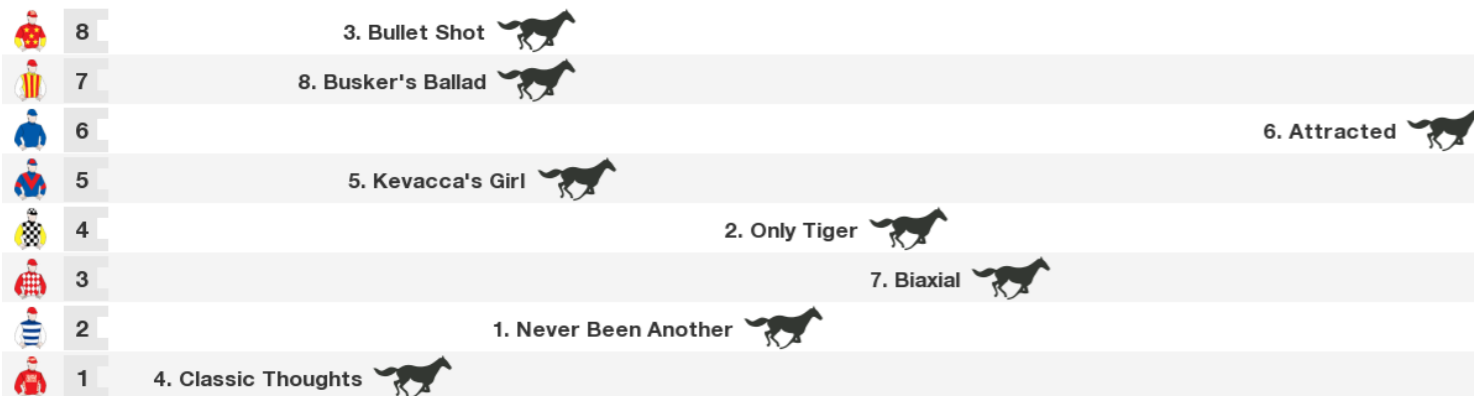 8 3. Bullet Shot
7 8. Busker's Ballad
6 6. Attracted
5 5. Kevacca's Girl
4 2. Only Tiger
3 7. Biaxial
2 1. Never Been Another
1 4. Classic Thoughts